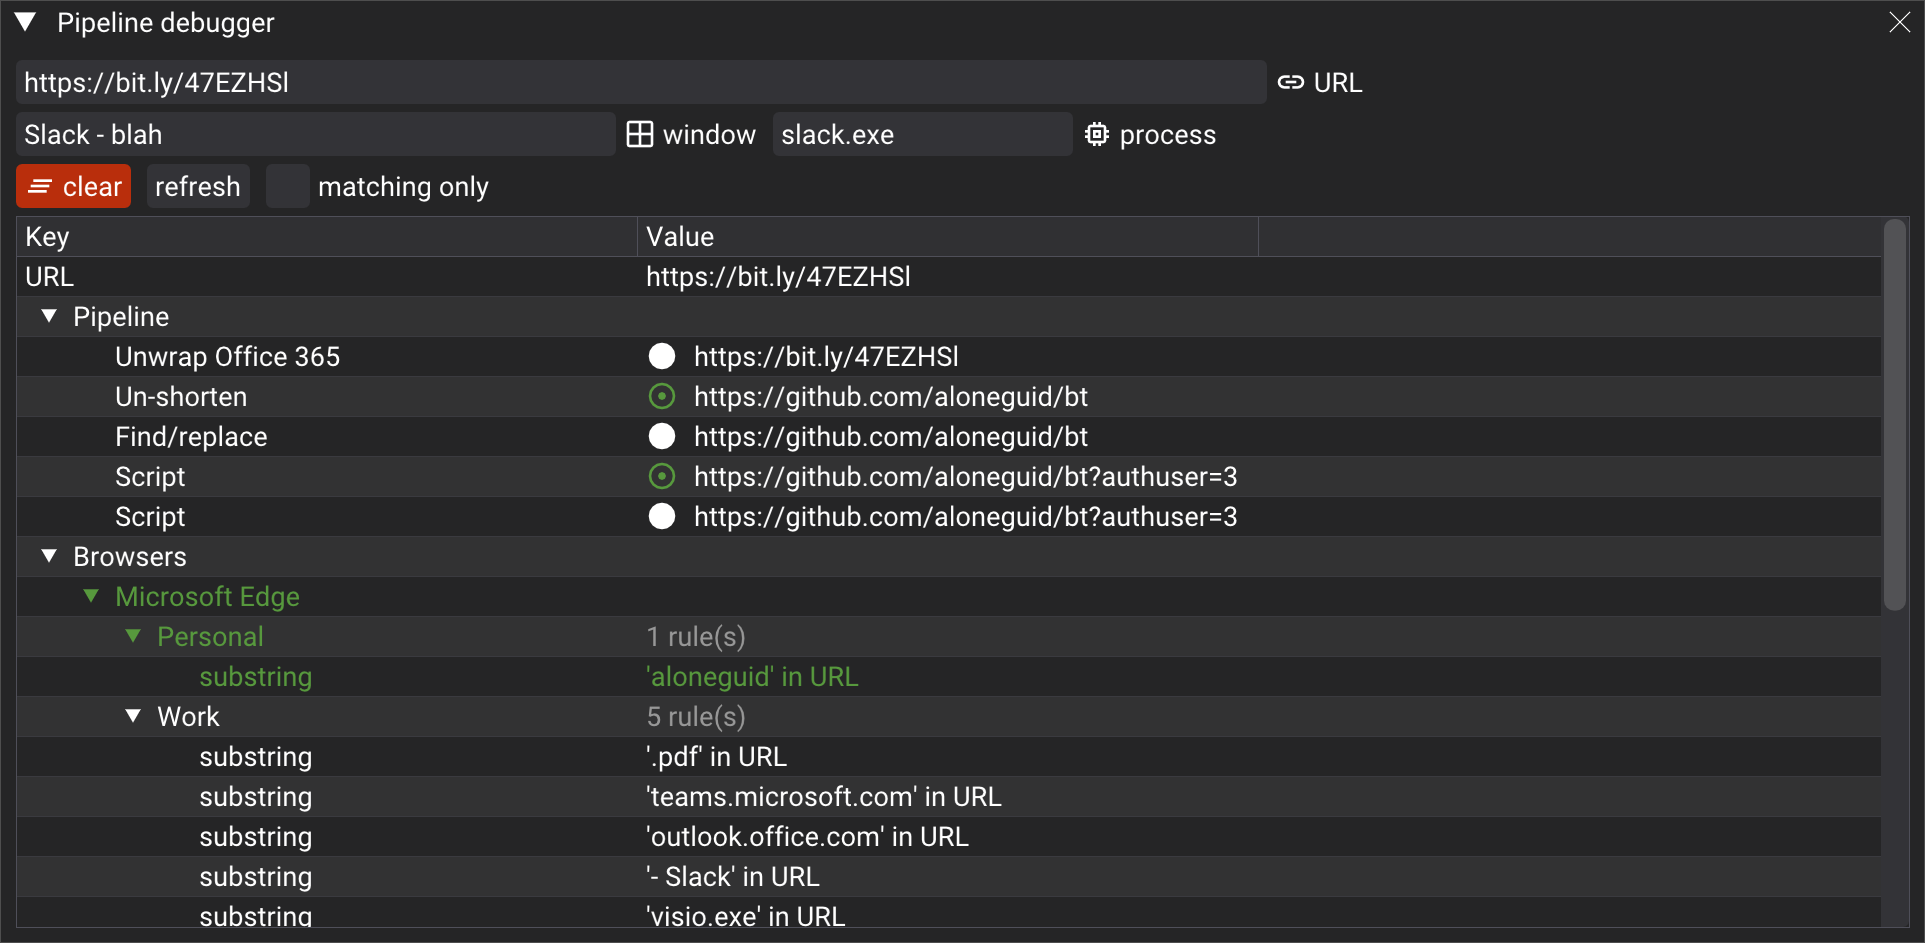 Pipeline debugger
https://bit.ly/47EZHSl URL
Slack - blah window slack.exe process
clear refresh matching only
Key Value
URL https://bit.ly/47EZHSl
Pipeline
Unwrap Office 365 https://bit.ly/47EZHSl
Un-shorten https://github.com/aloneguid/bt
Find/replace https://github.com/aloneguid/bt
Script https://github.com/aloneguid/bt?authuser=3
Script https://github.com/aloneguid/bt?authuser=3
Browsers
Microsoft Edge
Personal 1 rule(s)
substring 'aloneguid' in URL
Work 5 rule(s)
substring '.pdf' in URL
substring 'teams.microsoft.com' in URL
substring 'outlook.office.com' in URL
substring '- Slack' in URL
substring 'visio.exe' in URL